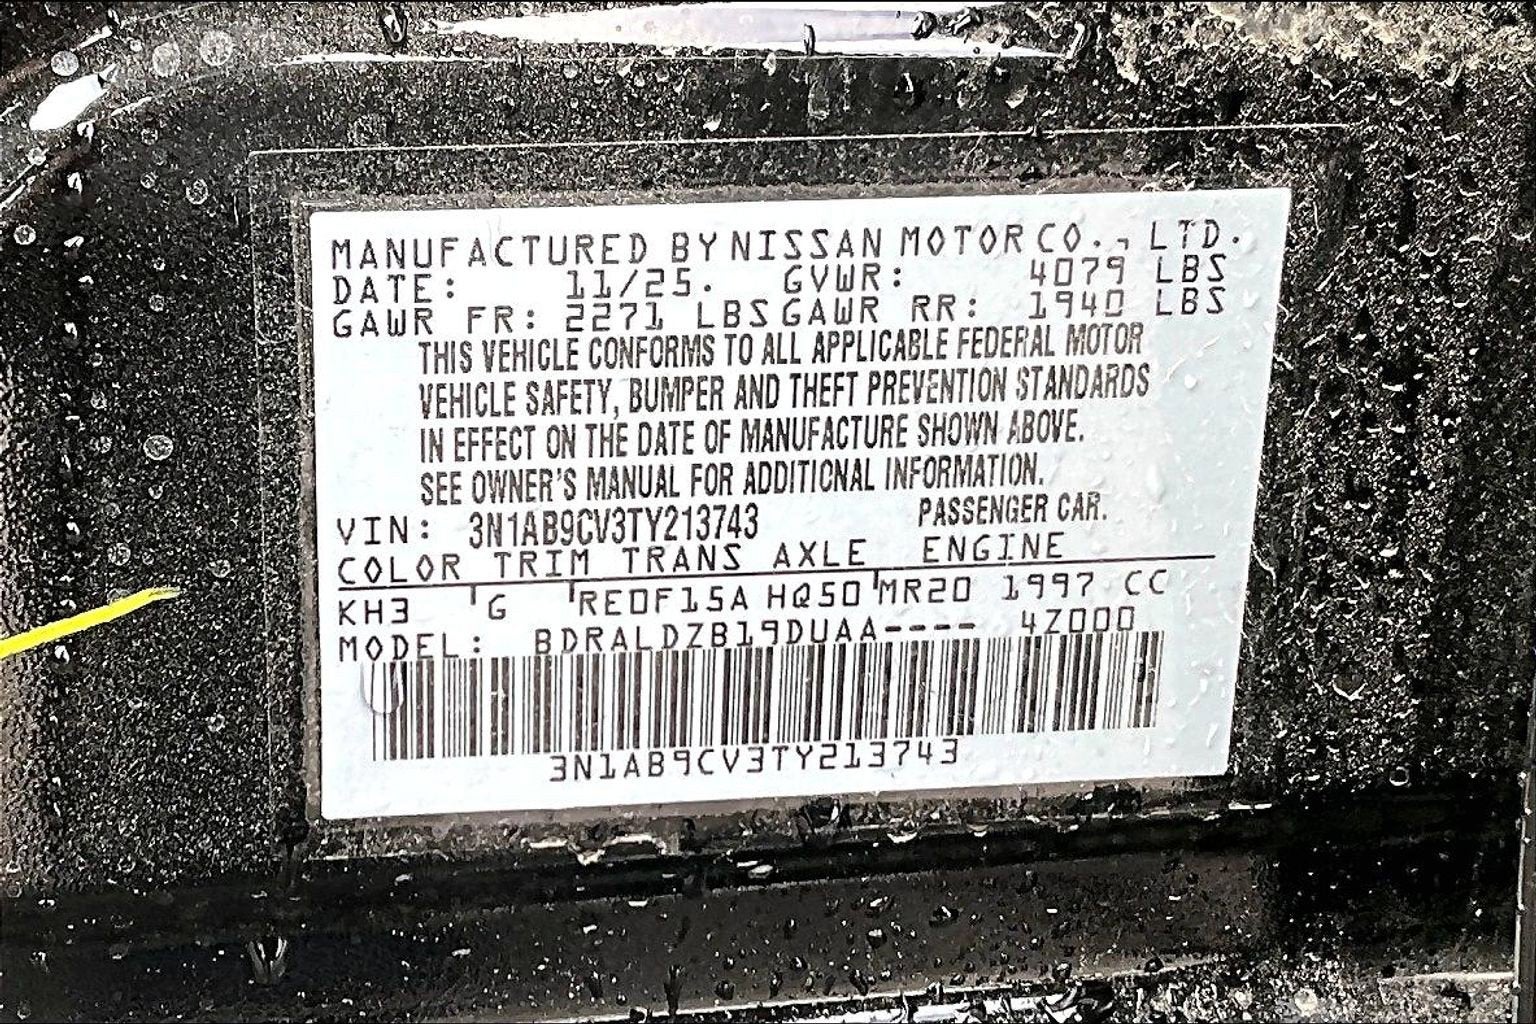 MANUFACTURED BY NISSAN MOTOR CO., LTD.
DATE: 11/25. GVWR: 4079 LBS
GAWR FR: 2271 LBS GAWR RR: 1940 LBS
THIS VEHICLE CONFORMS TO ALL APPLICABLE FEDERAL MOTOR
VEHICLE SAFETY, BUMPER AND THEFT PREVENTION STANDARDS
IN EFFECT ON THE DATE OF MANUFACTURE SHOWN ABOVE.
SEE OWNER'S MANUAL FOR ADDITIONAL INFORMATION.
VIN: 3N1AB9CV3TY213743 PASSENGER CAR.
COLOR TRIM TRANS AXLE ENGINE
KH3 G RE0F15A HQ50 MR20 1997 CC
MODEL: BDRALDZB19DUAA---- 4Z000
3N1AB9CV3TY213743